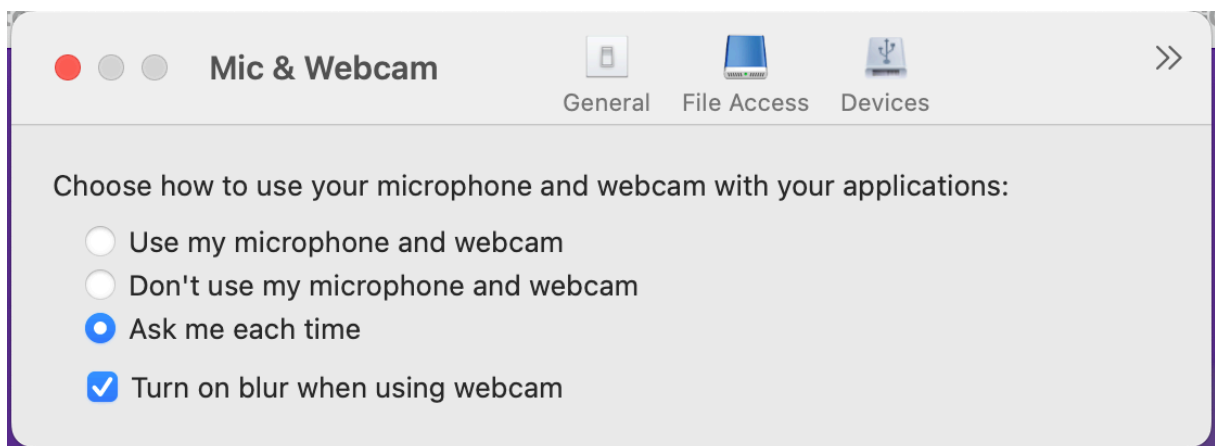 Mic & Webcam
General
File Access
Devices
Choose how to use your microphone and webcam with your applications:
Use my microphone and webcam
Don't use my microphone and webcam
Ask me each time
Turn on blur when using webcam